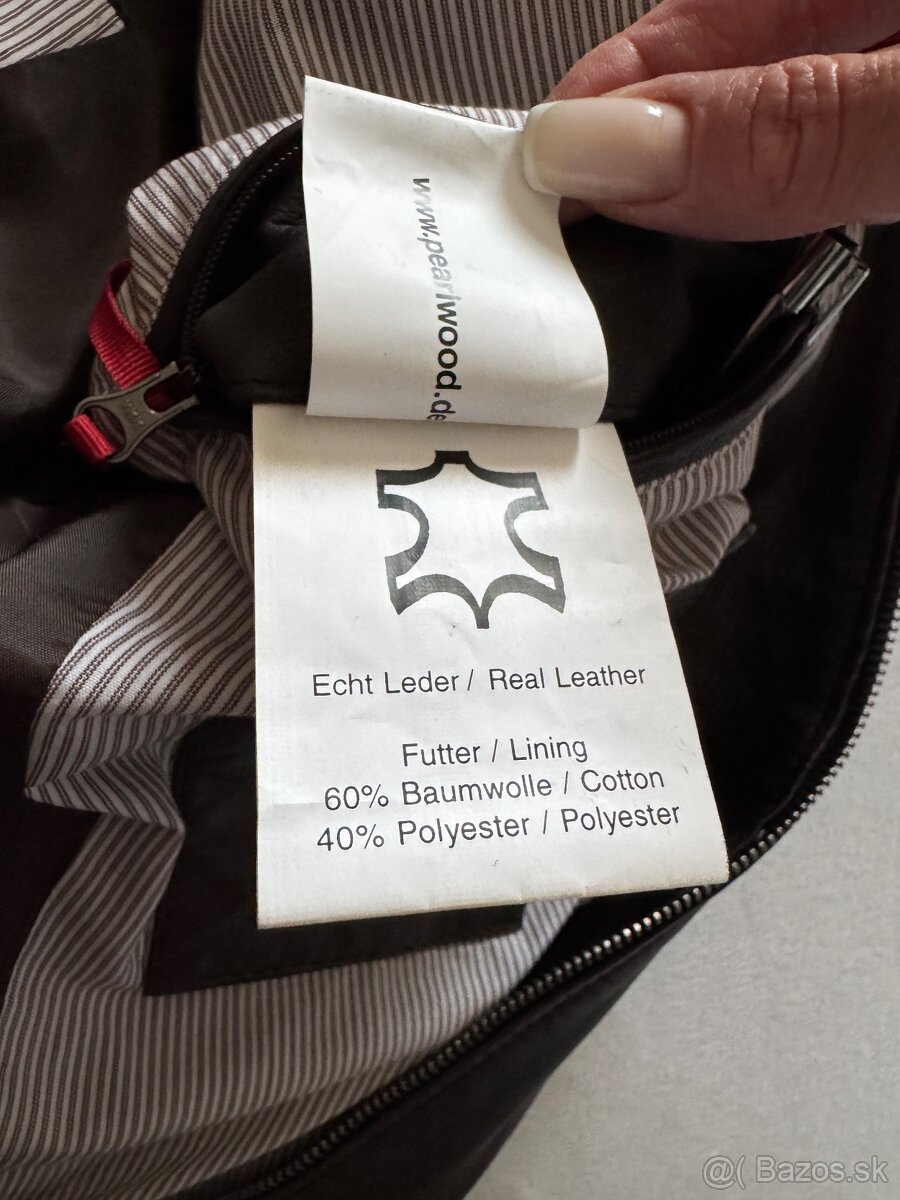 www.pearlwood.de
Echt Leder / Real Leather
Futter / Lining
60% Baumwolle / Cotton
40% Polyester / Polyester
@( Bazos.sk